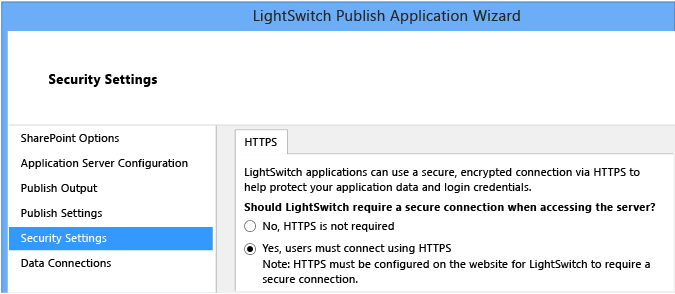 LightSwitch Publish Application Wizard
Security Settings
SharePoint Options
Application Server Configuration
Publish Output
Publish Settings
Security Settings
Data Connections
HTTPS
LightSwitch applications can use a secure, encrypted connection via HTTPS to
help protect your application data and login credentials.
Should LightSwitch require a secure connection when accessing the server?
No, HTTPS is not required
Yes, users must connect using HTTPS
Note: HTTPS must be configured on the website for LightSwitch to require a
secure connection.